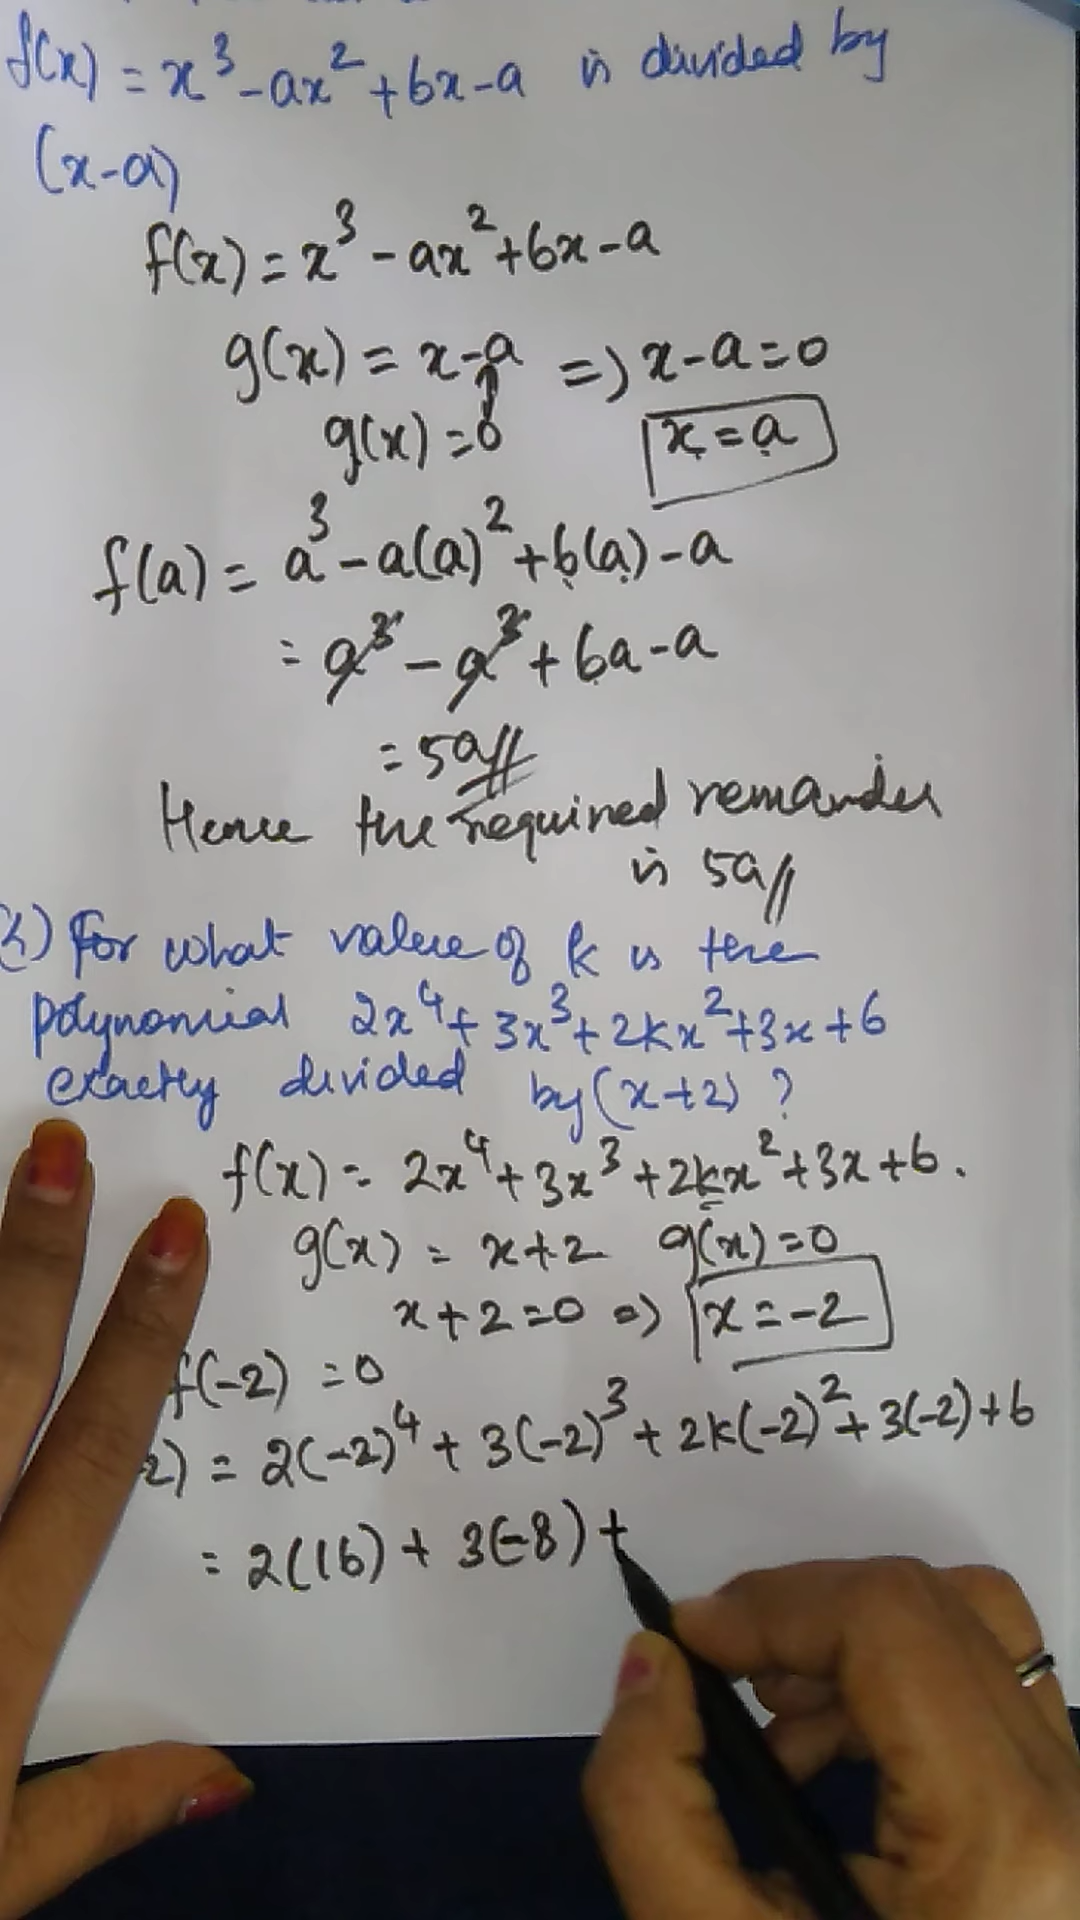 f(x) = x³ - ax² + 6x - a is divided by
(x-a)
f(x) = x³ - ax² + 6x - a
g(x) = x - a => x - a = 0
g(x) = 0 x = a
f(a) = a³ - a(a)² + 6(a) - a
= a³ - a³ + 6a - a
= 5a//
Hence the required remainder
is 5a//
) For what value of k is the
polynomial 2x⁴ + 3x³ + 2kx² + 3x + 6
exactly divided by (x+2) ?
f(x) = 2x⁴ + 3x³ + 2kx² + 3x + 6.
g(x) = x + 2 g(x) = 0
x + 2 = 0 => x = -2
f(-2) = 0
2) = 2(-2)⁴ + 3(-2)³ + 2k(-2)² + 3(-2) + 6
= 2(16) + 3(-8) +